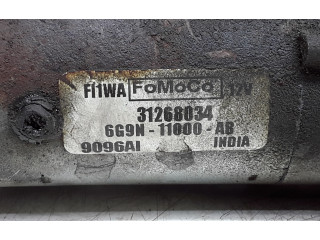 FI1WA FoMoCo 12V
31268034
6G9N-11000-AB
9096AI INDIA